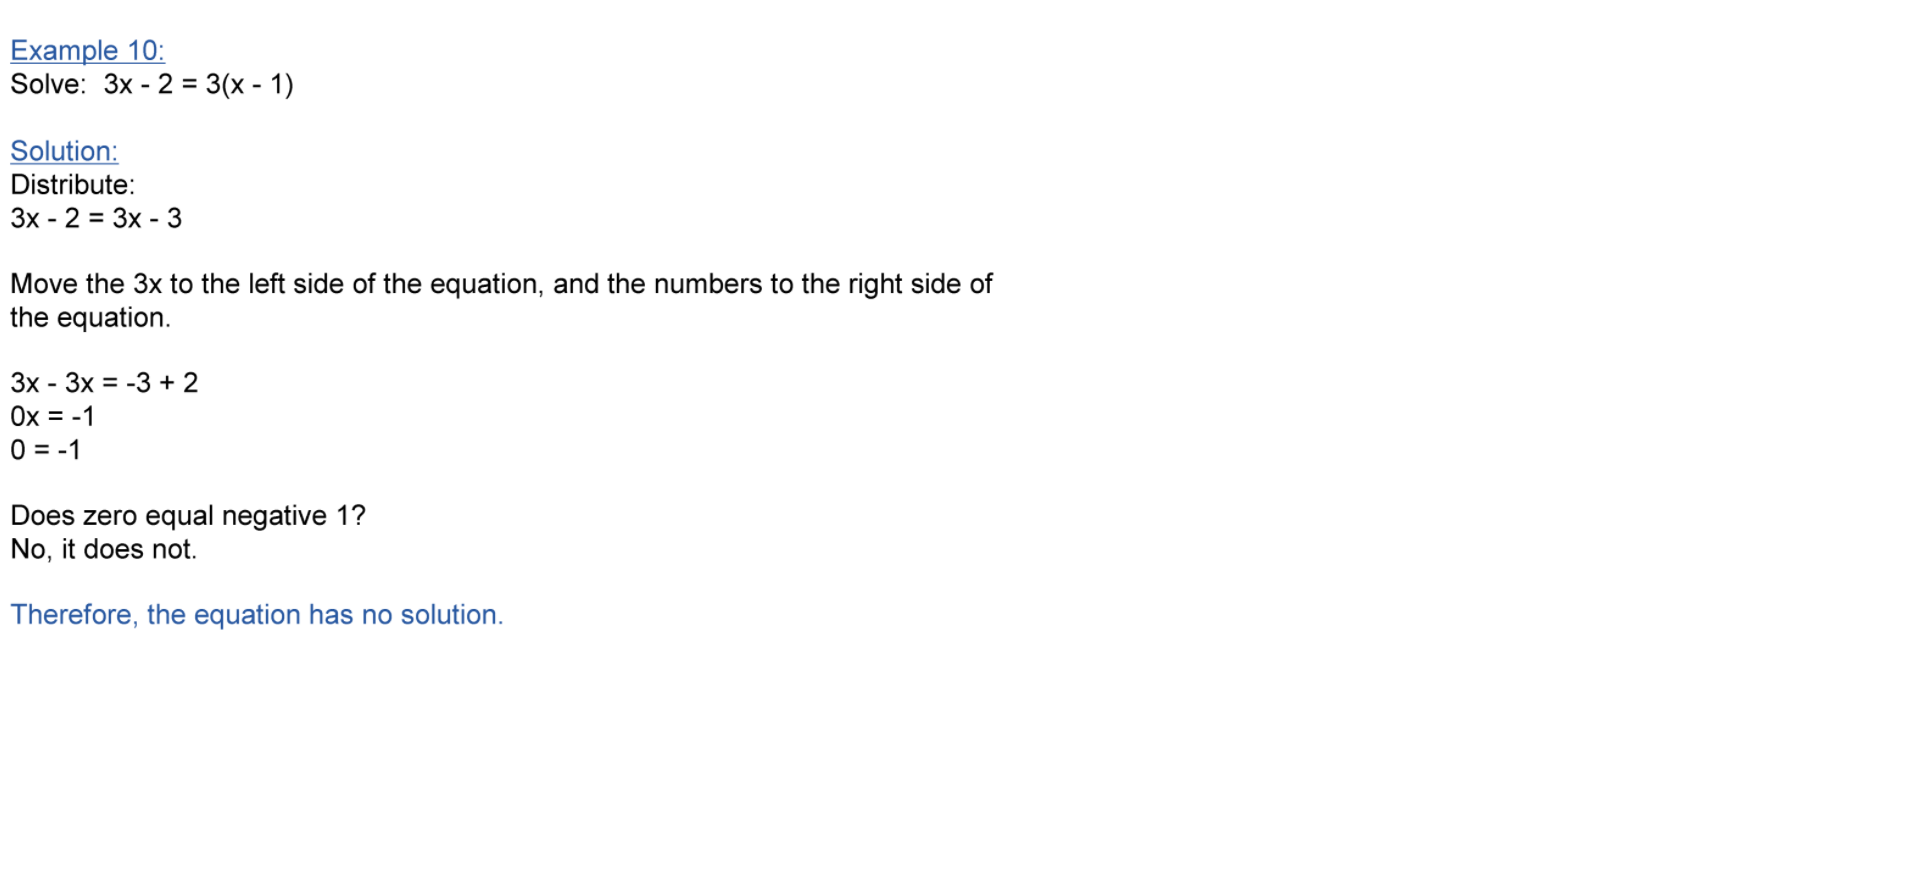 Example 10:
Solve:  3x - 2 = 3(x - 1)
Solution:
Distribute:
3x - 2 = 3x - 3
Move the 3x to the left side of the equation, and the numbers to the right side of
the equation.
3x - 3x = -3 + 2
0x = -1
0 = -1
Does zero equal negative 1?
No, it does not.
Therefore, the equation has no solution.